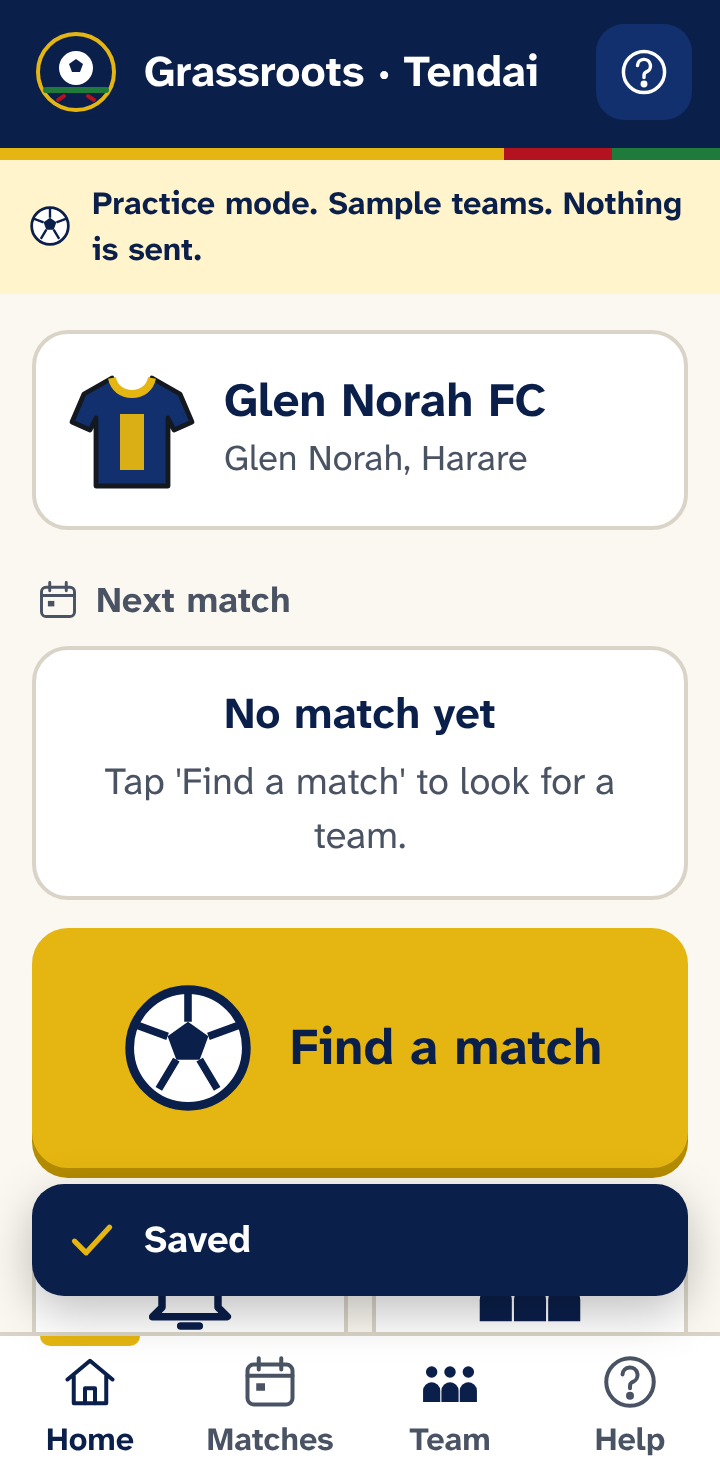 Grassroots · Tendai
Practice mode. Sample teams. Nothing
is sent.
Glen Norah FC
Glen Norah, Harare
Next match
No match yet
Tap 'Find a match' to look for a
team.
Find a match
Saved
Home
Matches
Team
Help